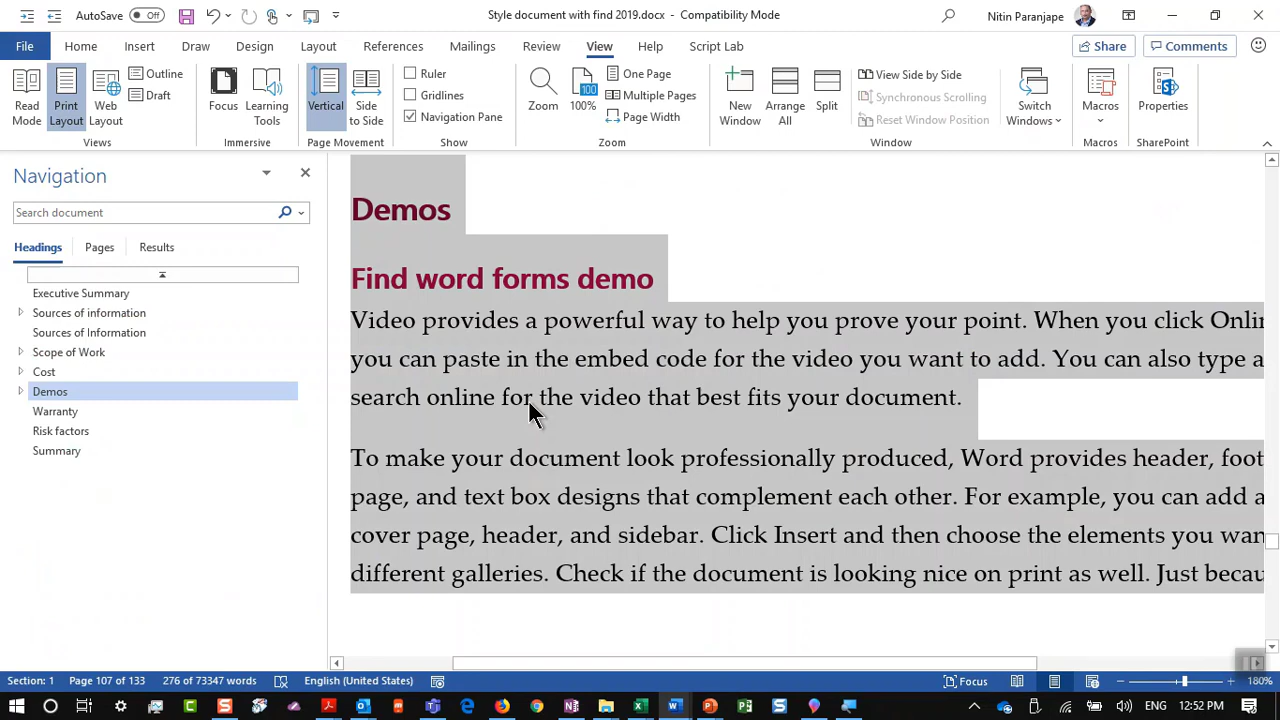 AutoSave Off
Style document with find 2019.docx - Compatibility Mode
Nitin Paranjape
File Home Insert Draw Design Layout References Mailings Review View Help Script Lab
Share Comments
Read Mode
Print Layout
Web Layout
Outline
Draft
Views
Focus
Learning Tools
Immersive
Vertical
Side to Side
Page Movement
Ruler
Gridlines
Navigation Pane
Show
Zoom
100
100%
One Page
Multiple Pages
Page Width
Zoom
New Window
Arrange All
Split
View Side by Side
Synchronous Scrolling
Reset Window Position
Window
Switch Windows
Macros
Macros
Properties
SharePoint
Navigation
Search document
Headings Pages Results
Executive Summary
Sources of information
Sources of Information
Scope of Work
Cost
Demos
Warranty
Risk factors
Summary
Demos
Find word forms demo
Video provides a powerful way to help you prove your point. When you click Onlin
you can paste in the embed code for the video you want to add. You can also type a
search online for the video that best fits your document.
To make your document look professionally produced, Word provides header, foot
page, and text box designs that complement each other. For example, you can add a
cover page, header, and sidebar. Click Insert and then choose the elements you wan
different galleries. Check if the document is looking nice on print as well. Just becau
Section: 1 Page 107 of 133 276 of 73347 words English (United States) Focus 180%
ENG 12:52 PM